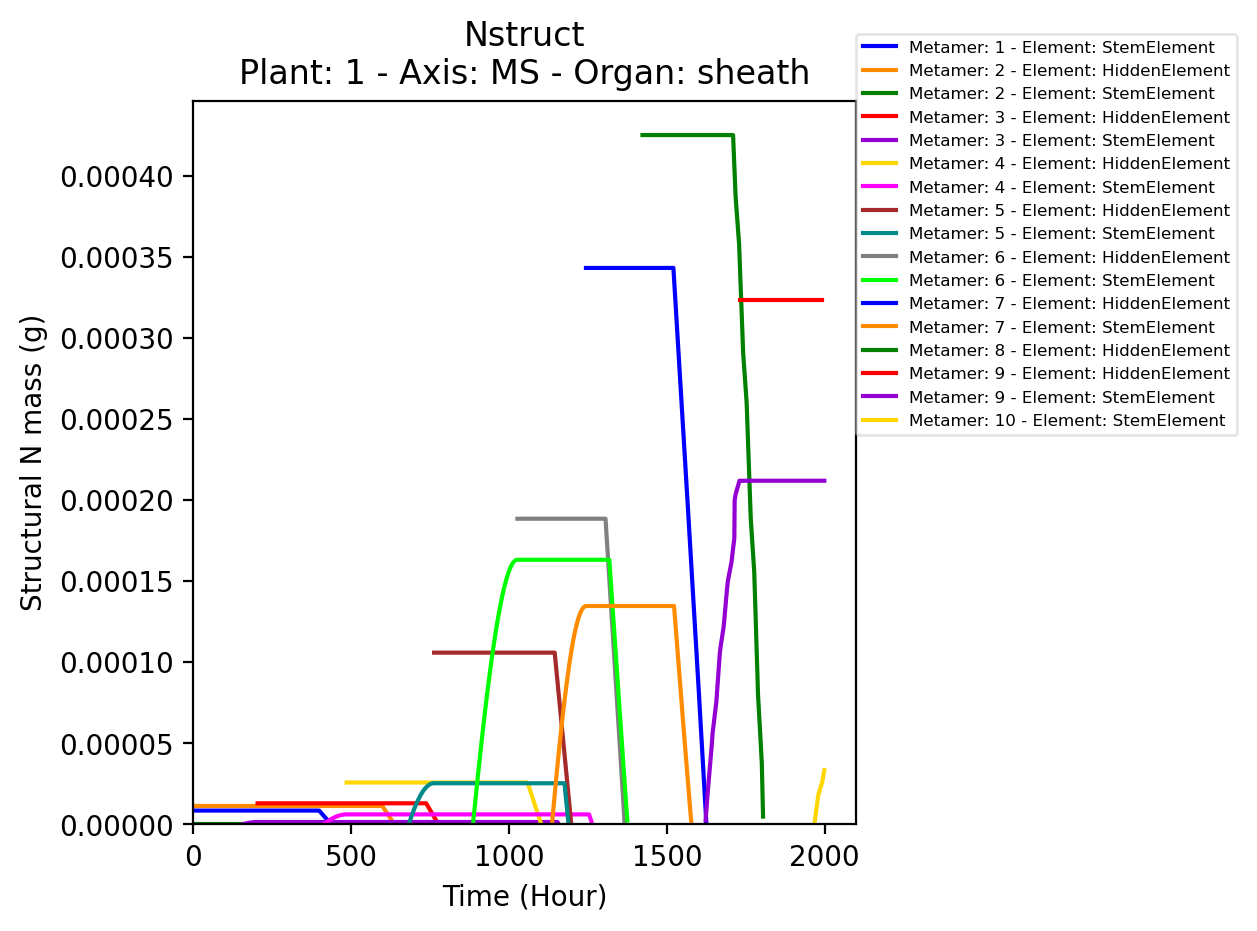 Nstruct
Plant: 1 - Axis: MS - Organ: sheath
Metamer: 1 - Element: StemElement
Metamer: 2 - Element: HiddenElement
Metamer: 2 - Element: StemElement
Metamer: 3 - Element: HiddenElement
Metamer: 3 - Element: StemElement
Metamer: 4 - Element: HiddenElement
Metamer: 4 - Element: StemElement
Metamer: 5 - Element: HiddenElement
Metamer: 5 - Element: StemElement
Metamer: 6 - Element: HiddenElement
Metamer: 6 - Element: StemElement
Metamer: 7 - Element: HiddenElement
Metamer: 7 - Element: StemElement
Metamer: 8 - Element: HiddenElement
Metamer: 9 - Element: HiddenElement
Metamer: 9 - Element: StemElement
Metamer: 10 - Element: StemElement
Structural N mass (g)
0.00040
0.00035
0.00030
0.00025
0.00020
0.00015
0.00010
0.00005
0.00000
0 500 1000 1500 2000
Time (Hour)